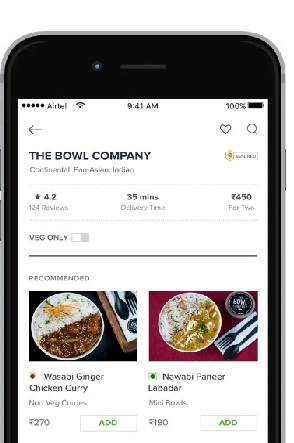 Airtel 9:41 AM 100%
THE BOWL COMPANY
Continental, Pan-Asian, Indian
★ 4.2 35 mins ₹450
124 Reviews Delivery Time For Two
VEG ONLY
RECOMMENDED
BOWL
Wasabi Ginger Nawabi Paneer
Chicken Curry Labadar
Non Veg Curries Mini Bowls
₹270 ADD ₹190 ADD